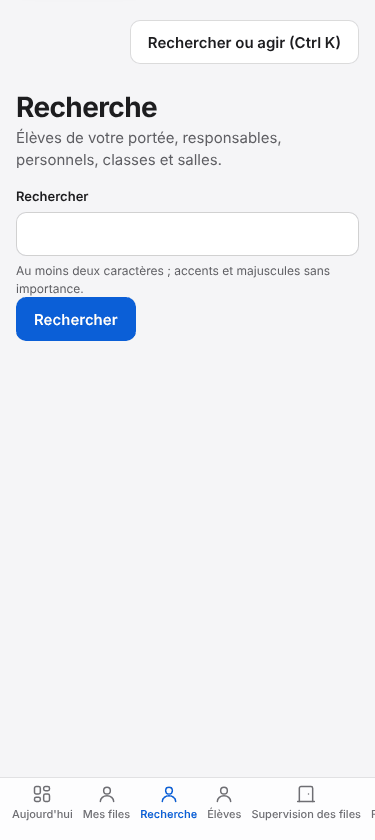 Rechercher ou agir (Ctrl K)
Recherche
Élèves de votre portée, responsables,
personnels, classes et salles.
Rechercher
Au moins deux caractères ; accents et majuscules sans
importance.
Rechercher
Aujourd'hui Mes files Recherche Élèves Supervision des files